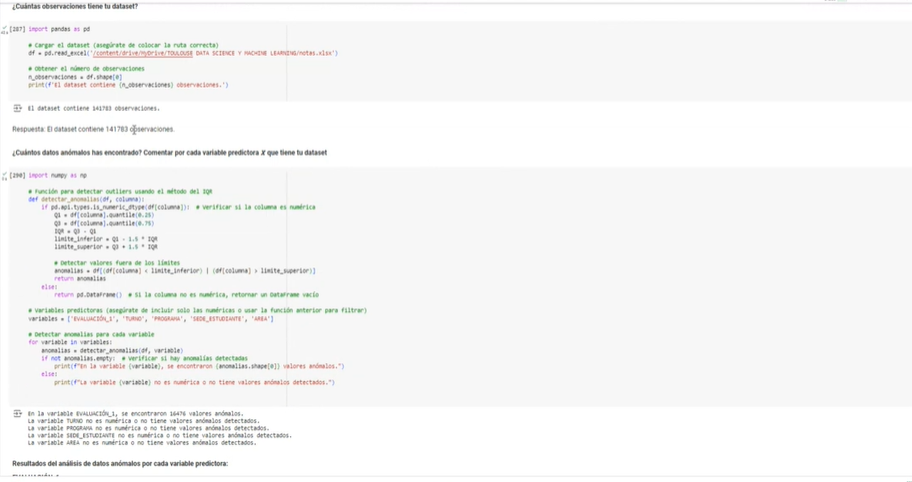 ¿Cuántas observaciones tiene tu dataset?
[287] import pandas as pd
# Cargar el dataset (asegúrate de colocar la ruta correcta)
df = pd.read_excel('/content/drive/MyDrive/TOULOUSE DATA SCIENCE Y MACHINE LEARNING/notas.xlsx')
# Obtener el número de observaciones
n_observaciones = df.shape[0]
print(f'El dataset contiene {n_observaciones} observaciones.')
El dataset contiene 141783 observaciones.
Respuesta: El dataset contiene 141783 observaciones.
¿Cuántos datos anómalos has encontrado? Comentar por cada variable predictora X que tiene tu dataset
[290] import numpy as np
# Función para detectar outliers usando el método del IQR
def detectar_anomalias(df, columna):
if pd.api.types.is_numeric_dtype(df[columna]): # Verificar si la columna es numérica
Q1 = df[columna].quantile(0.25)
Q3 = df[columna].quantile(0.75)
IQR = Q3 - Q1
limite_inferior = Q1 - 1.5 * IQR
limite_superior = Q3 + 1.5 * IQR
# Detectar valores fuera de los límites
anomalias = df[(df[columna] < limite_inferior) | (df[columna] > limite_superior)]
return anomalias
else:
return pd.DataFrame() # Si la columna no es numérica, retornar un DataFrame vacío
# Variables predictoras (asegúrate de incluir solo las numéricas o usar la función anterior para filtrar)
variables = ['EVALUACIÓN_1', 'TURNO', 'PROGRAMA', 'SEDE_ESTUDIANTE', 'AREA']
# Detectar anomalías para cada variable
for variable in variables:
anomalias = detectar_anomalias(df, variable)
if not anomalias.empty: # Verificar si hay anomalías detectadas
print(f"En la variable {variable}, se encontraron {anomalias.shape[0]} valores anómalos.")
else:
print(f"La variable {variable} no es numérica o no tiene valores anómalos detectados.")
En la variable EVALUACIÓN_1, se encontraron 16476 valores anómalos.
La variable TURNO no es numérica o no tiene valores anómalos detectados.
La variable PROGRAMA no es numérica o no tiene valores anómalos detectados.
La variable SEDE_ESTUDIANTE no es numérica o no tiene valores anómalos detectados.
La variable AREA no es numérica o no tiene valores anómalos detectados.
Resultados del análisis de datos anómalos por cada variable predictora: